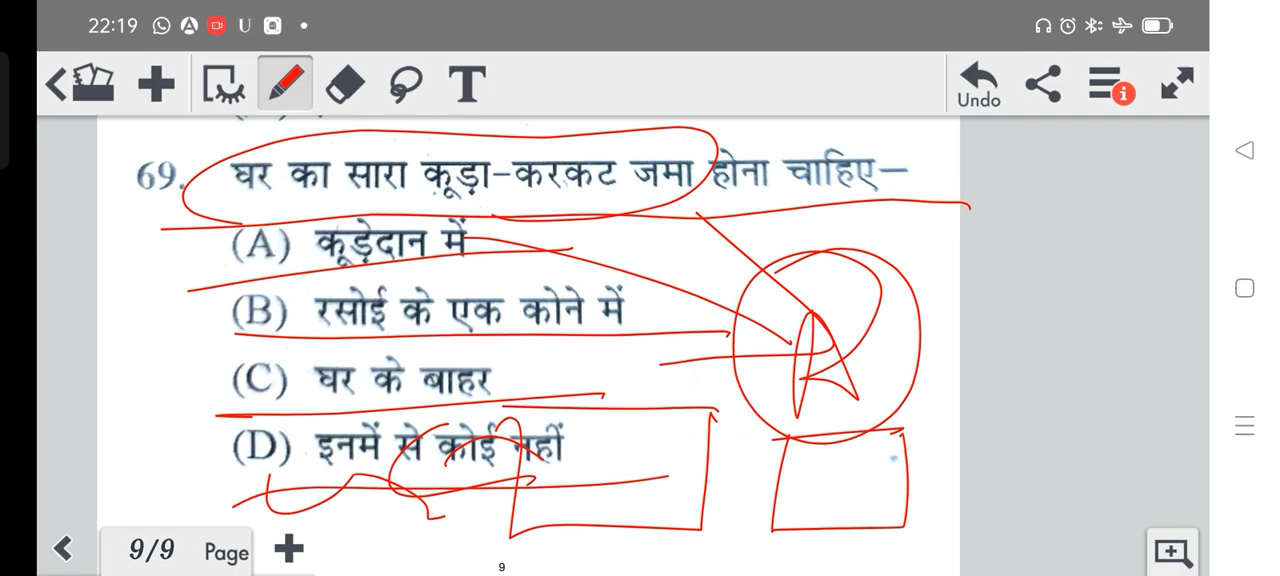 22:19 U
Undo
69. घर का सारा कूड़ा-करकट जमा होना चाहिए-
(A) कूड़ेदान में
(B) रसोई के एक कोने में
(C) घर के बाहर
(D) इनमें से कोई नहीं
A
9/9 Page
9